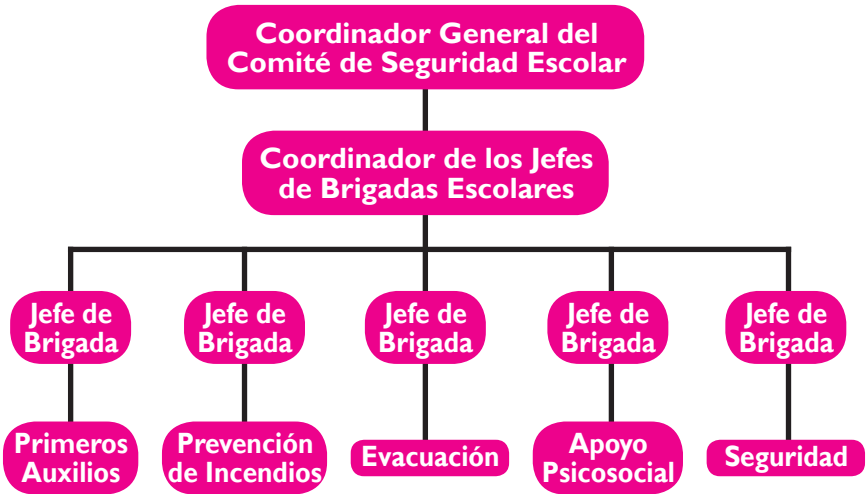 Coordinador General del
Comité de Seguridad Escolar
Coordinador de los Jefes
de Brigadas Escolares
Jefe de
Brigada
Jefe de
Brigada
Jefe de
Brigada
Jefe de
Brigada
Jefe de
Brigada
Primeros
Auxilios
Prevención
de Incendios
Evacuación
Apoyo
Psicosocial
Seguridad